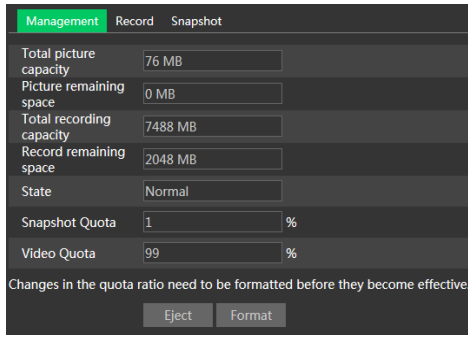 Management Record Snapshot
Total picture
capacity
76 MB
Picture remaining
space
0 MB
Total recording
capacity
7488 MB
Record remaining
space
2048 MB
State Normal
Snapshot Quota 1 %
Video Quota 99 %
Changes in the quota ratio need to be formatted before they become effective
Eject Format